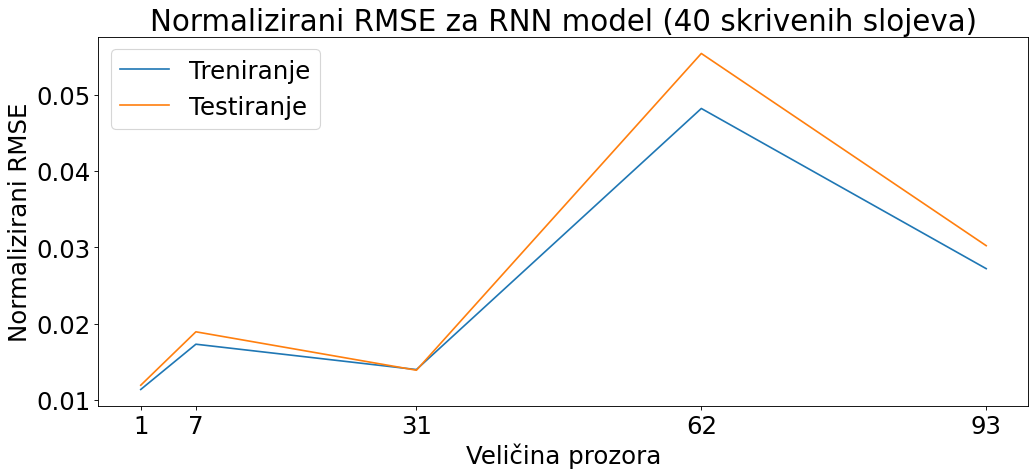 Normalizirani RMSE za RNN model (40 skrivenih slojeva)
Treniranje
Testiranje
Normalizirani RMSE
0.05
0.04
0.03
0.02
0.01
1 7 31 62 93
Veličina prozora